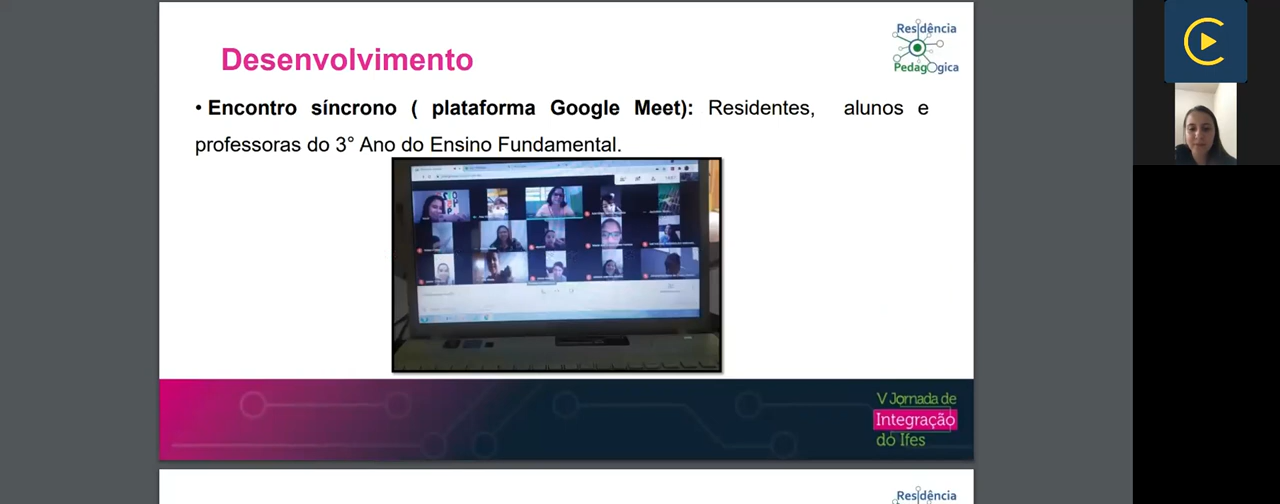 Residência
Pedagógica
Desenvolvimento
• Encontro síncrono ( plataforma Google Meet): Residentes, alunos e
professoras do 3° Ano do Ensino Fundamental.
V Jornada de
Integração
do Ifes
Residência